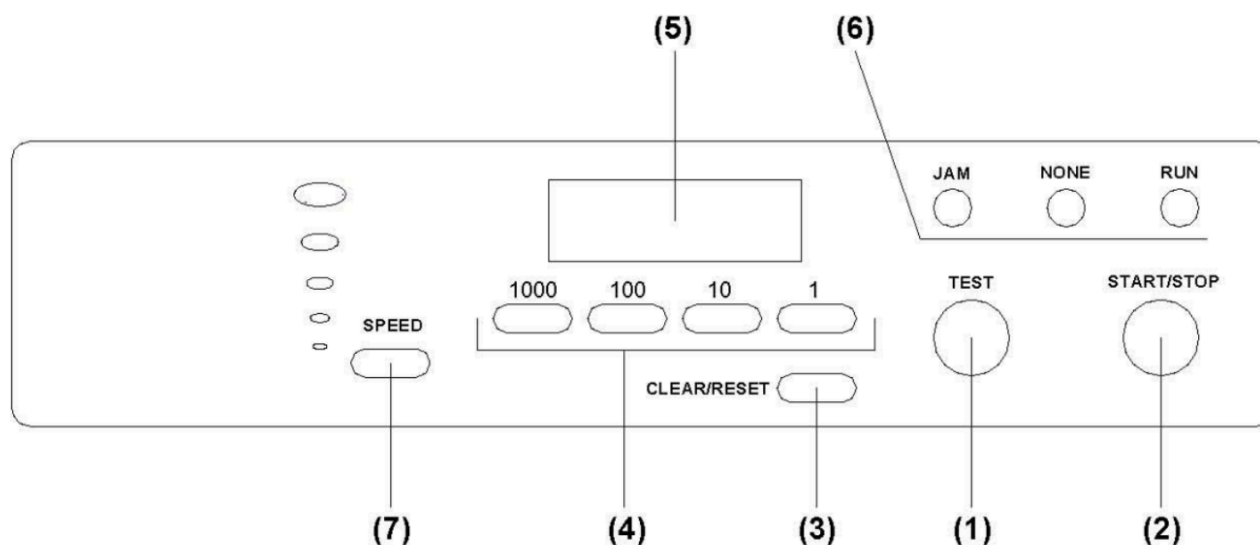 (5) (6)
JAM NONE RUN
1000 100 10 1
TEST START/STOP
SPEED
CLEAR/RESET
(7) (4) (3) (1) (2)